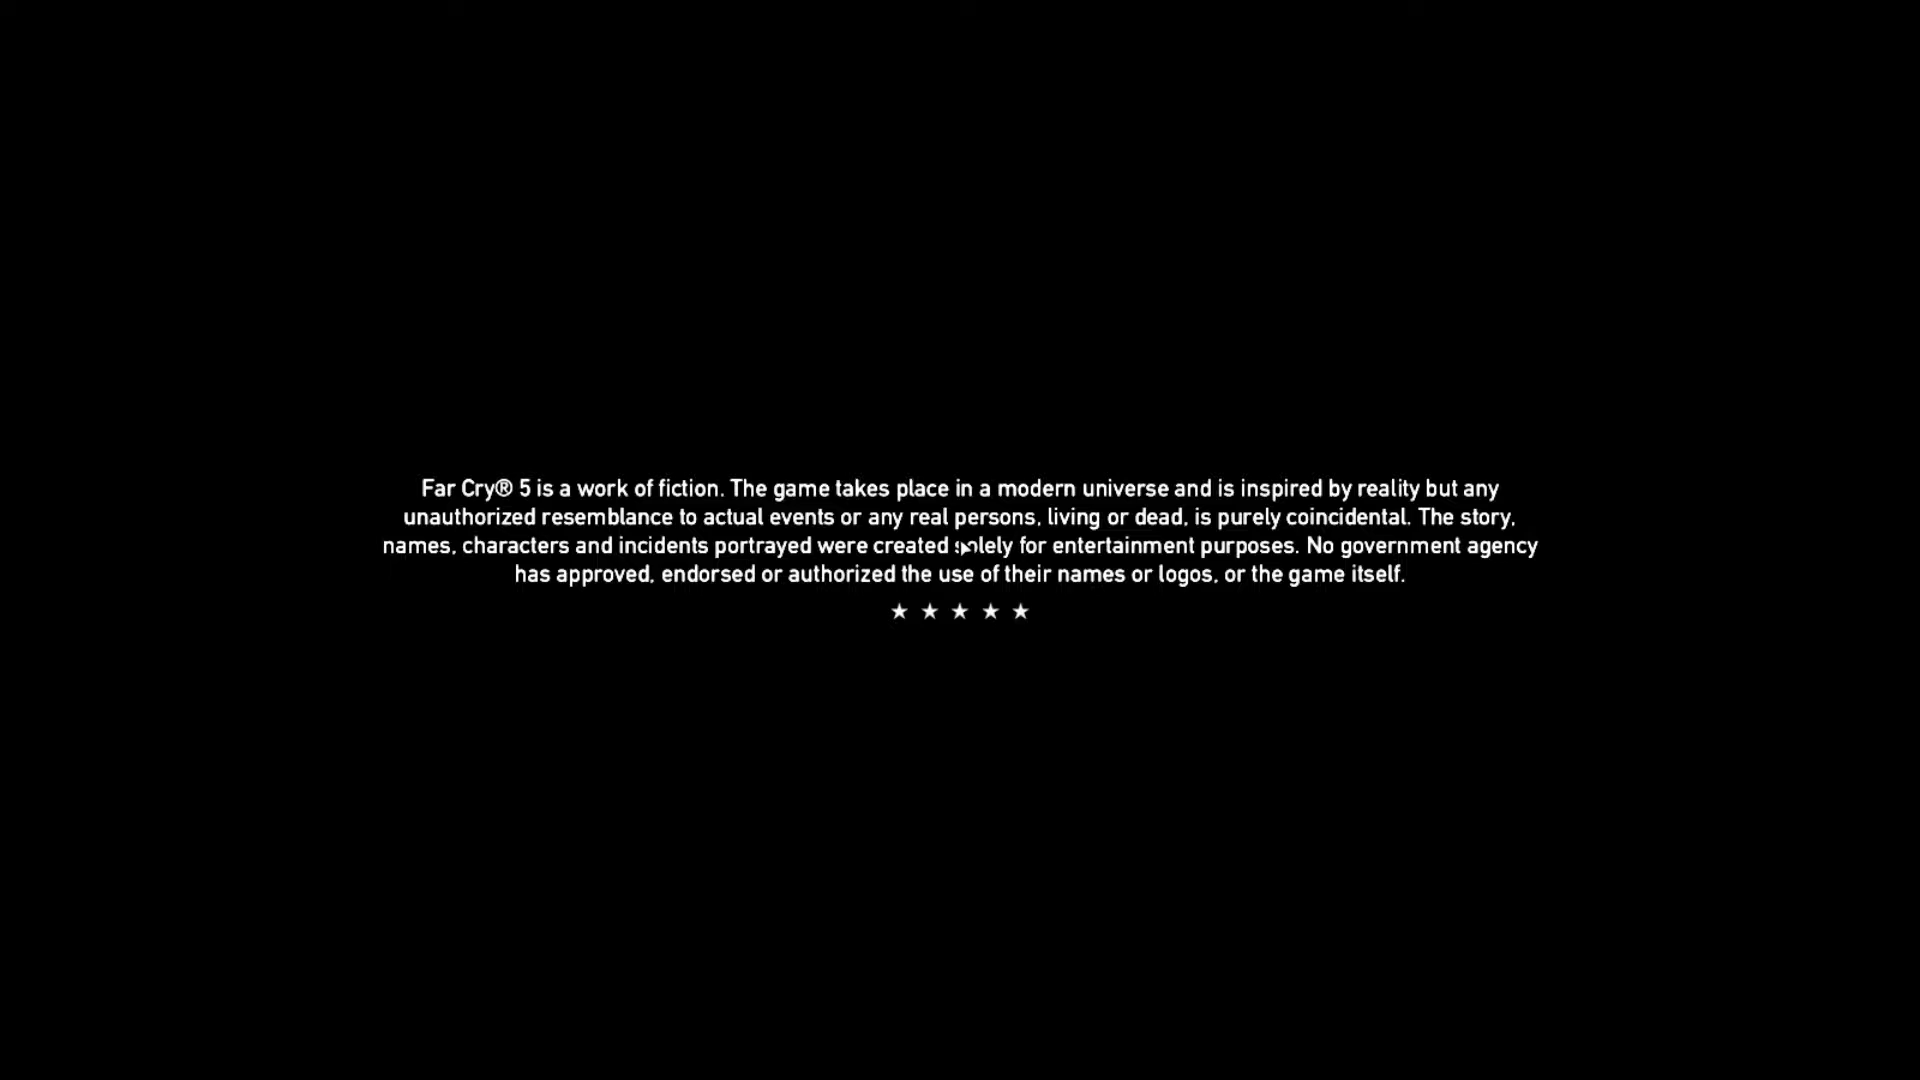 Far Cry® 5 is a work of fiction. The game takes place in a modern universe and is inspired by reality but any
unauthorized resemblance to actual events or any real persons, living or dead, is purely coincidental. The story,
names, characters and incidents portrayed were created solely for entertainment purposes. No government agency
has approved, endorsed or authorized the use of their names or logos, or the game itself.
★ ★ ★ ★ ★